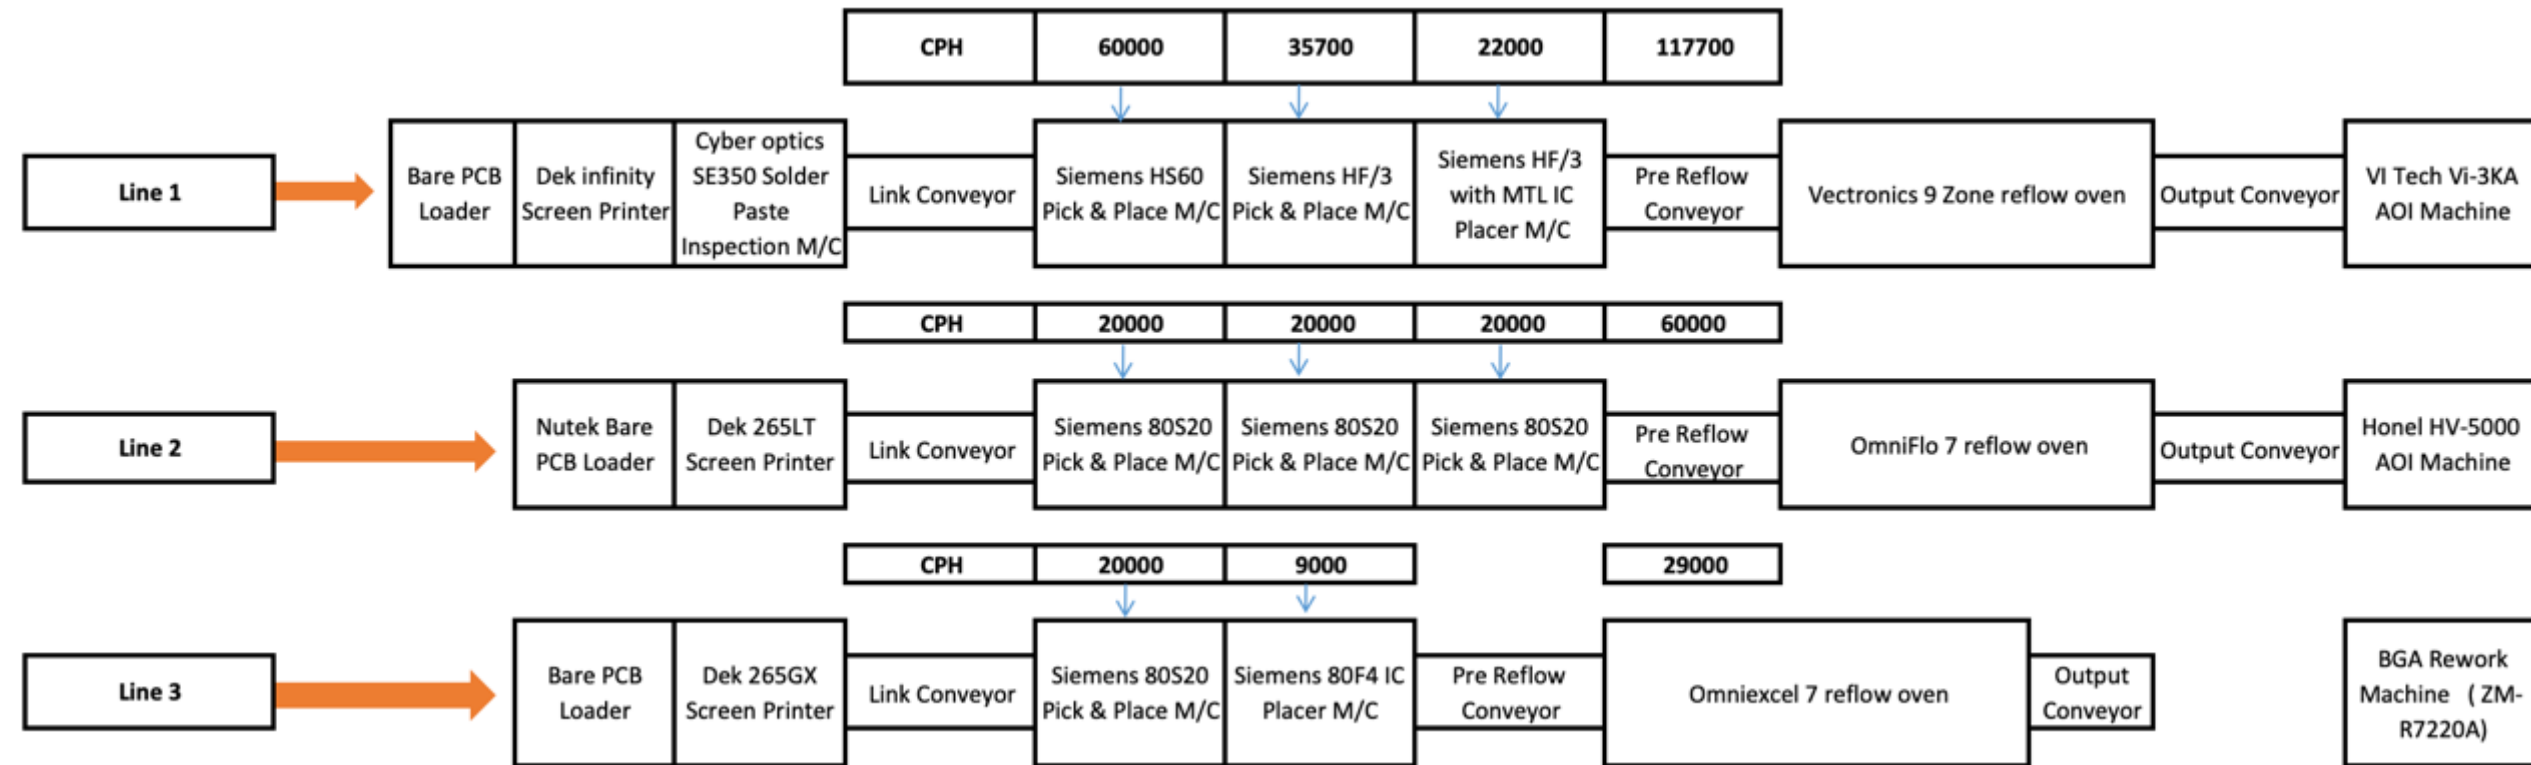 CPH 60000 35700 22000 117700
Line 1
Bare PCB
Loader
Dek infinity
Screen Printer
Cyber optics
SE350 Solder
Paste
Inspection M/C
Link Conveyor
Siemens HS60
Pick & Place M/C
Siemens HF/3
Pick & Place M/C
Siemens HF/3
with MTL IC
Placer M/C
Pre Reflow
Conveyor
Vectronics 9 Zone reflow oven
Output Conveyor
VI Tech Vi-3KA
AOI Machine
CPH 20000 20000 20000 60000
Line 2
Nutek Bare
PCB Loader
Dek 265LT
Screen Printer
Link Conveyor
Siemens 80S20
Pick & Place M/C
Siemens 80S20
Pick & Place M/C
Siemens 80S20
Pick & Place M/C
Pre Reflow
Conveyor
OmniFlo 7 reflow oven
Output Conveyor
Honel HV-5000
AOI Machine
CPH 20000 9000 29000
Line 3
Bare PCB
Loader
Dek 265GX
Screen Printer
Link Conveyor
Siemens 80S20
Pick & Place M/C
Siemens 80F4 IC
Placer M/C
Pre Reflow
Conveyor
Omniexcel 7 reflow oven
Output
Conveyor
BGA Rework
Machine ( ZM-
R7220A)